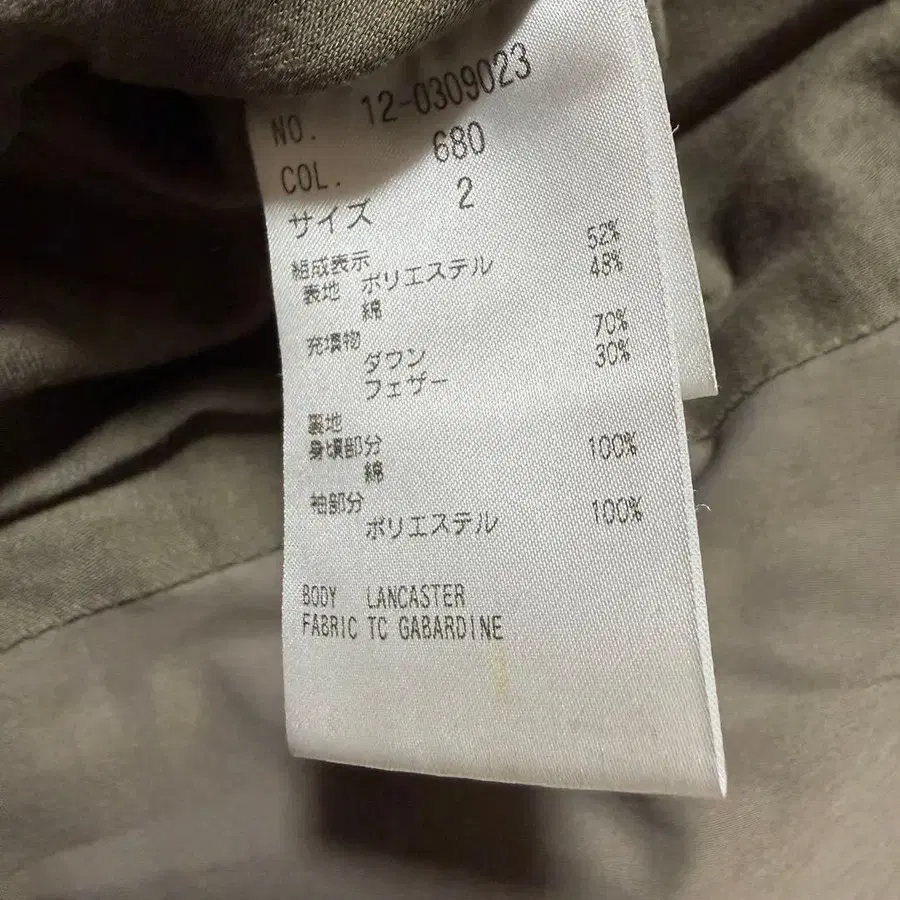 NO. 12-0309023
COL. 680
サイズ 2
組成表示
表地 ポリエステル 52%
綿 48%
充填物
ダウン 70%
フェザー 30%
裏地
身頃部分
綿 100%
袖部分
ポリエステル 100%
BODY LANCASTER
FABRIC TC GABARDINE